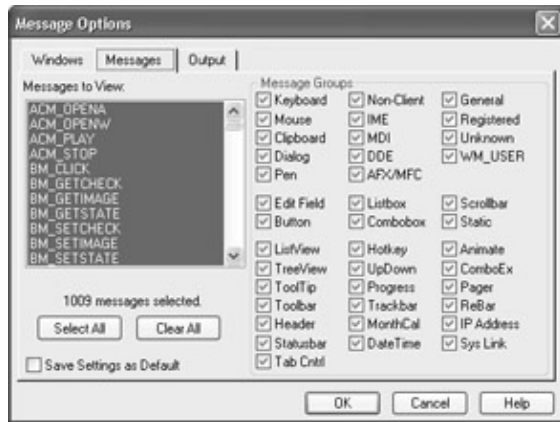 Message Options
Windows Messages Output
Messages to View:
ACM_OPENA
ACM_OPENW
ACM_PLAY
ACM_STOP
BM_CLICK
BM_GETCHECK
BM_GETIMAGE
BM_GETSTATE
BM_SETCHECK
BM_SETIMAGE
BM_SETSTATE
1009 messages selected.
Select All Clear All
Save Settings as Default
Message Groups
Keyboard Non-Client General
Mouse IME Registered
Clipboard MDI Unknown
Dialog DDE WM_USER
Pen AFX/MFC
Edit Field Listbox Scrollbar
Button Combobox Static
ListView Hotkey Animate
TreeView UpDown ComboEx
ToolTip Progress Pager
Toolbar Trackbar ReBar
Header MonthCal IP Address
Statusbar DateTime Sys Link
Tab Cntrl
OK Cancel Help